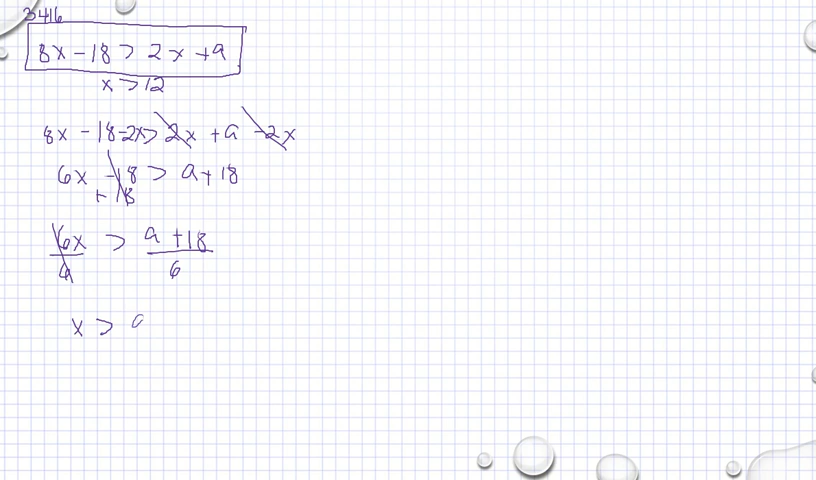 3416
8x - 18 > 2x + a
x > 12
8x - 18 - 2x > 2x + a - 2x
6x - 18 > a + 18
+ 18
6x > a + 18
6 6
x > a